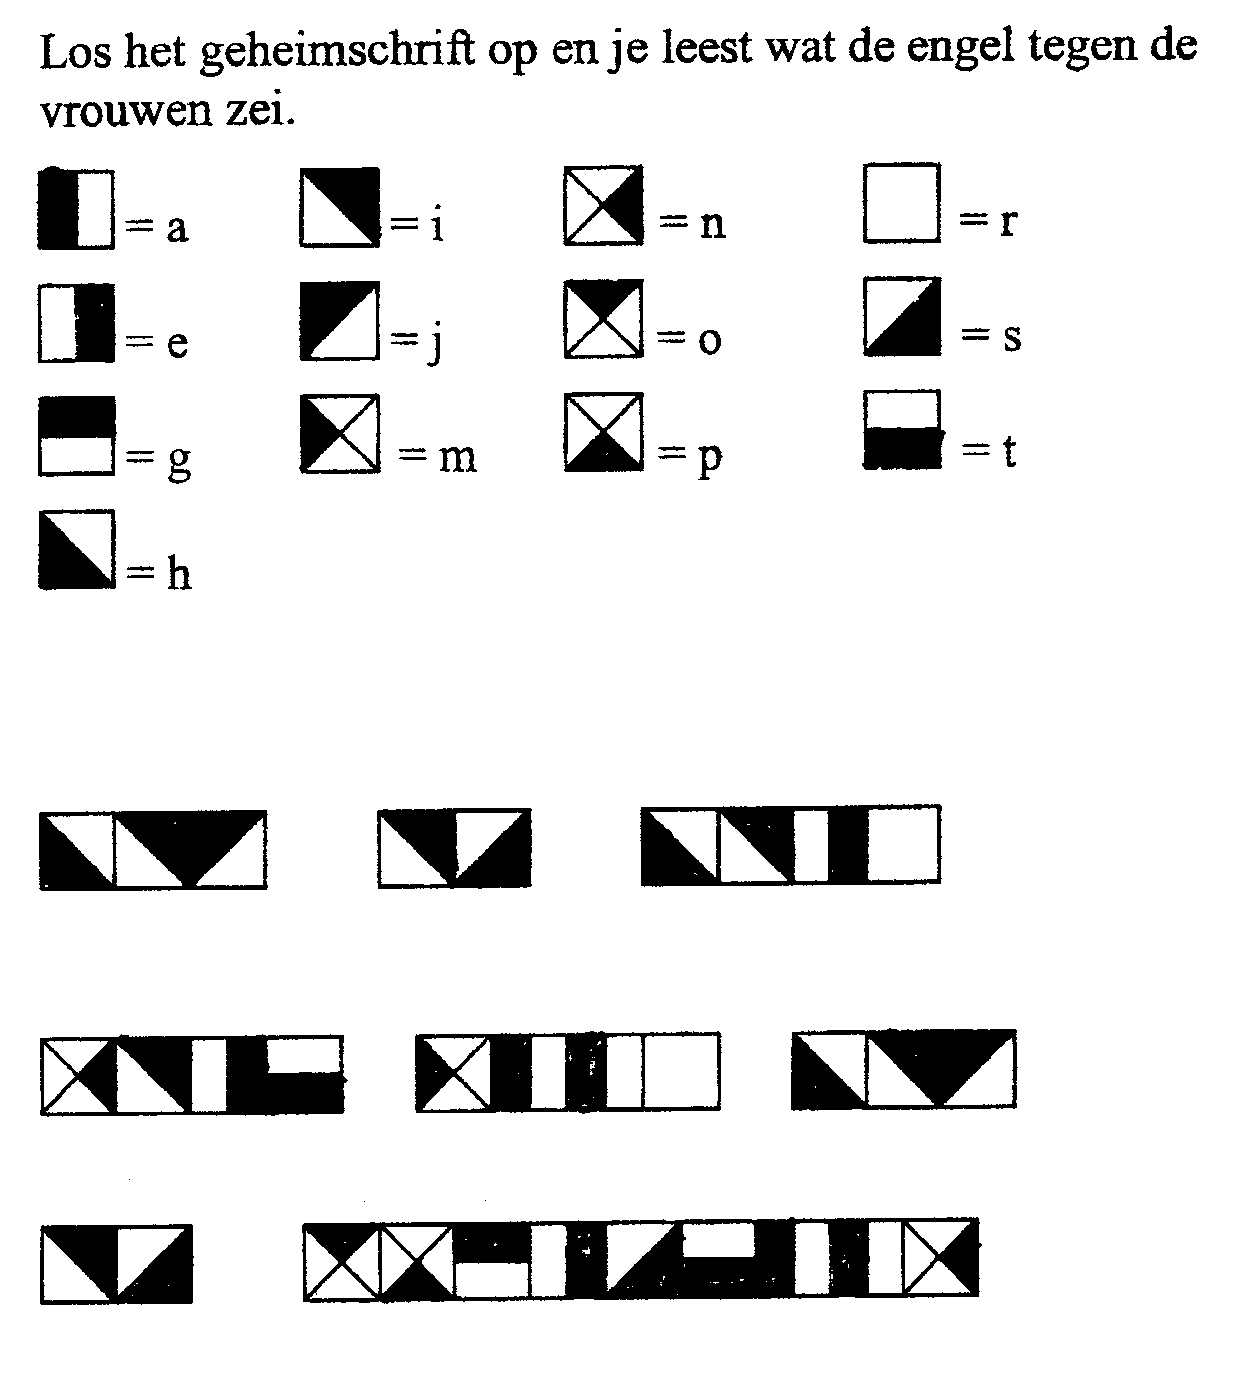 Los het geheimschrift op en je leest wat de engel tegen de
vrouwen zei.
= a = i = n = r
= e = j = o = s
= g = m = p = t
= h